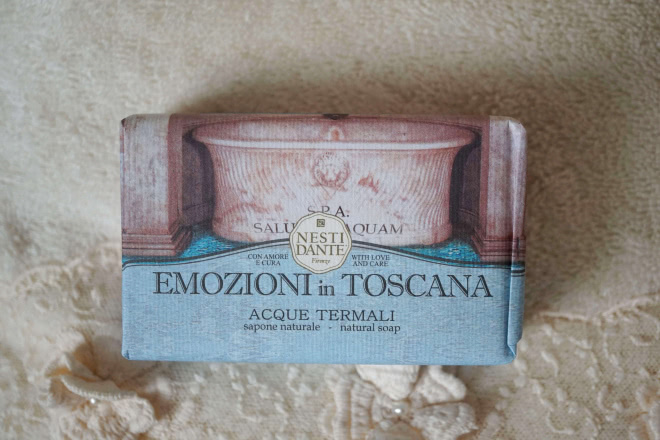 S.P.A:
SALU QUAM
NESTI
DANTE
Firenze
CON AMORE
E CURA
WITH LOVE
AND CARE
EMOZIONI in TOSCANA
ACQUE TERMALI
sapone naturale - natural soap